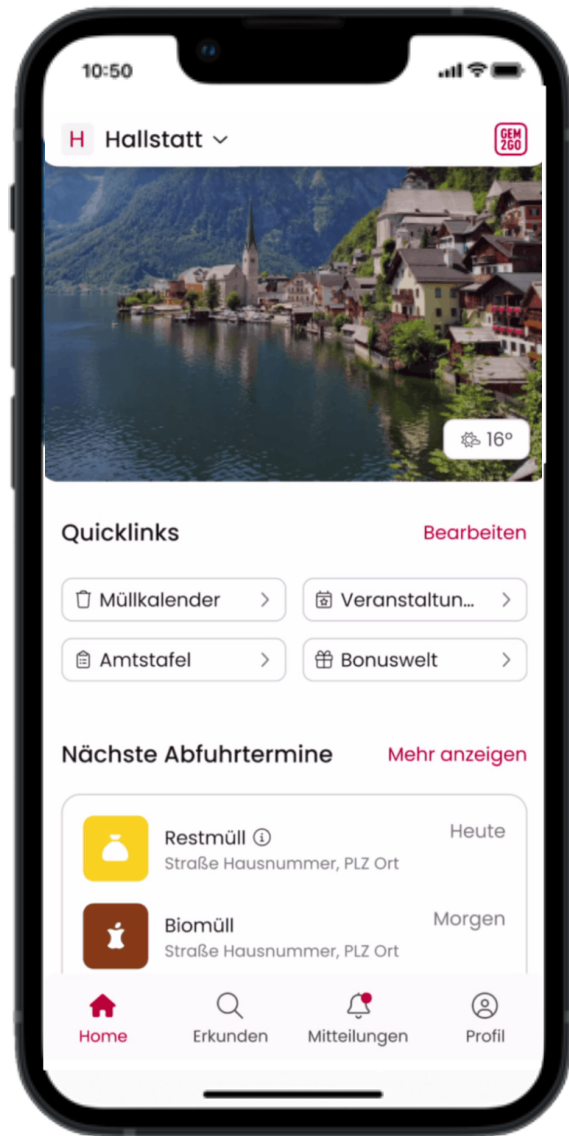 10:50
H Hallstatt
GEM
2GO
16°
Quicklinks
Bearbeiten
Müllkalender
Veranstaltun...
Amtstafel
Bonuswelt
Nächste Abfuhrtermine
Mehr anzeigen
Restmüll
Heute
Straße Hausnummer, PLZ Ort
Biomüll
Morgen
Straße Hausnummer, PLZ Ort
Home
Erkunden
Mitteilungen
Profil